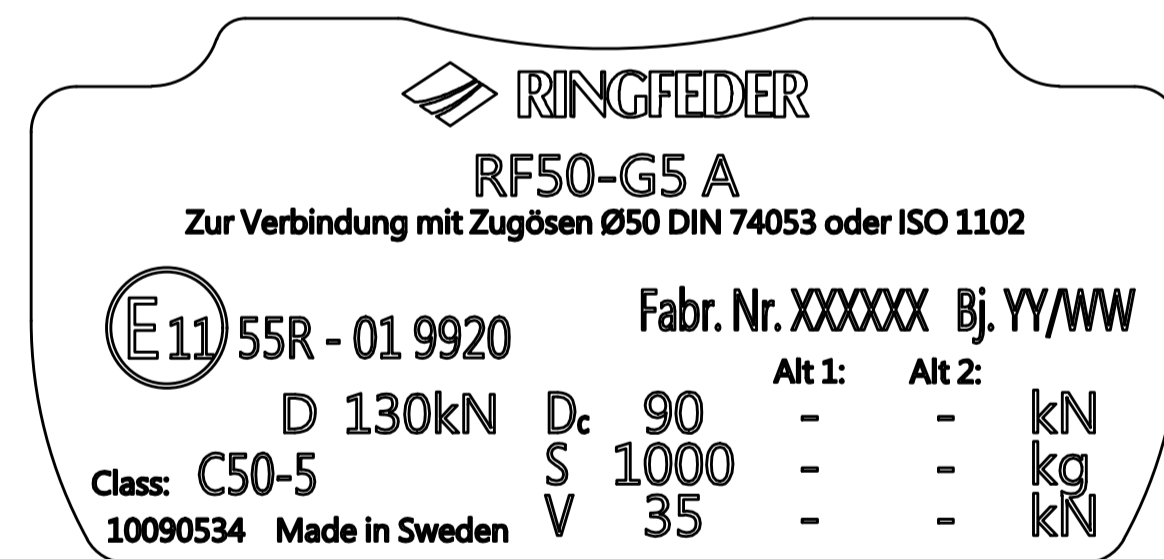 RINGFEDER
RF50-G5 A
Zur Verbindung mit Zugösen Ø50 DIN 74053 oder ISO 1102
E 11 55R - 01 9920 Fabr. Nr. XXXXXX Bj. YY/WW
Alt 1: Alt 2:
D 130kN Dc 90 - - kN
S 1000 - - kg
Class: C50-5
V 35 - - kN
10090534 Made in Sweden